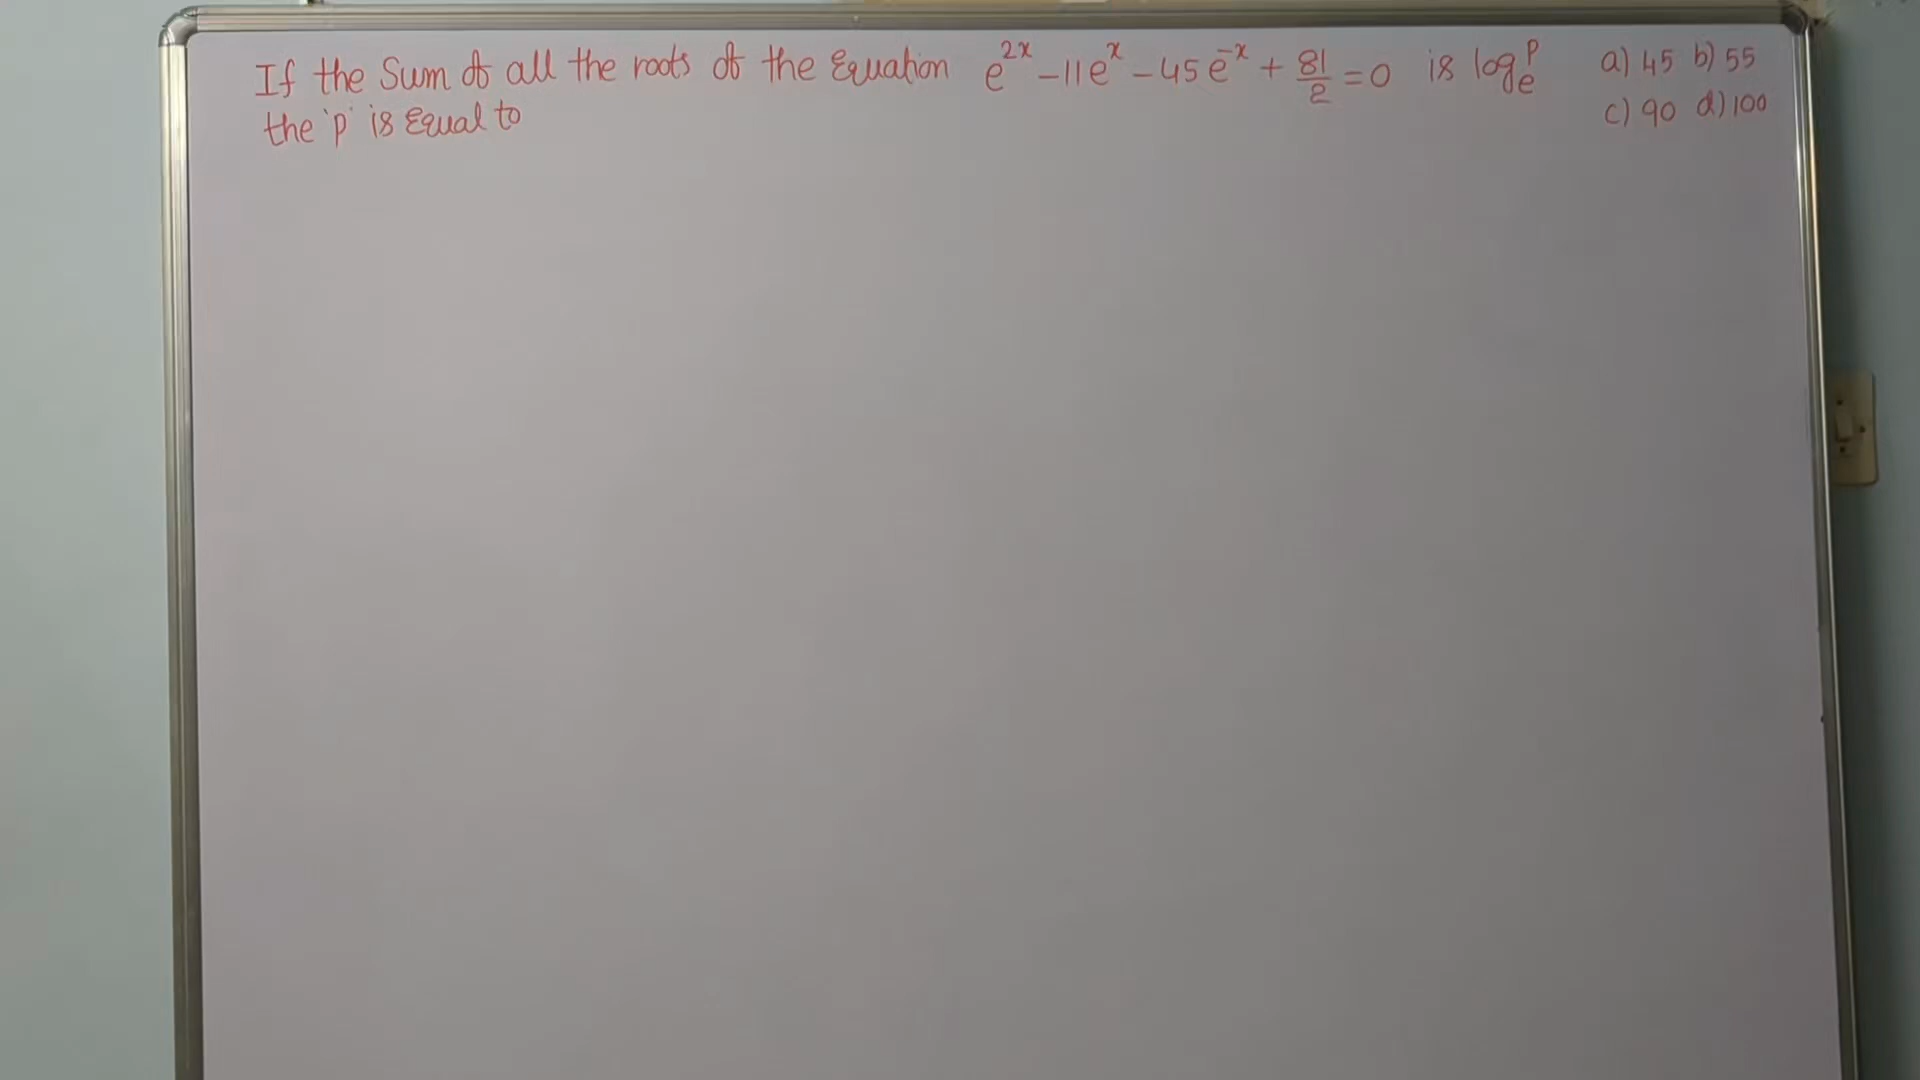 If the Sum of all the roots of the Equation e^{2x} - 11e^x - 45e^{-x} + 81/2 = 0 is log_e^p a) 45 b) 55
the 'p' is Equal to c) 90 d) 100